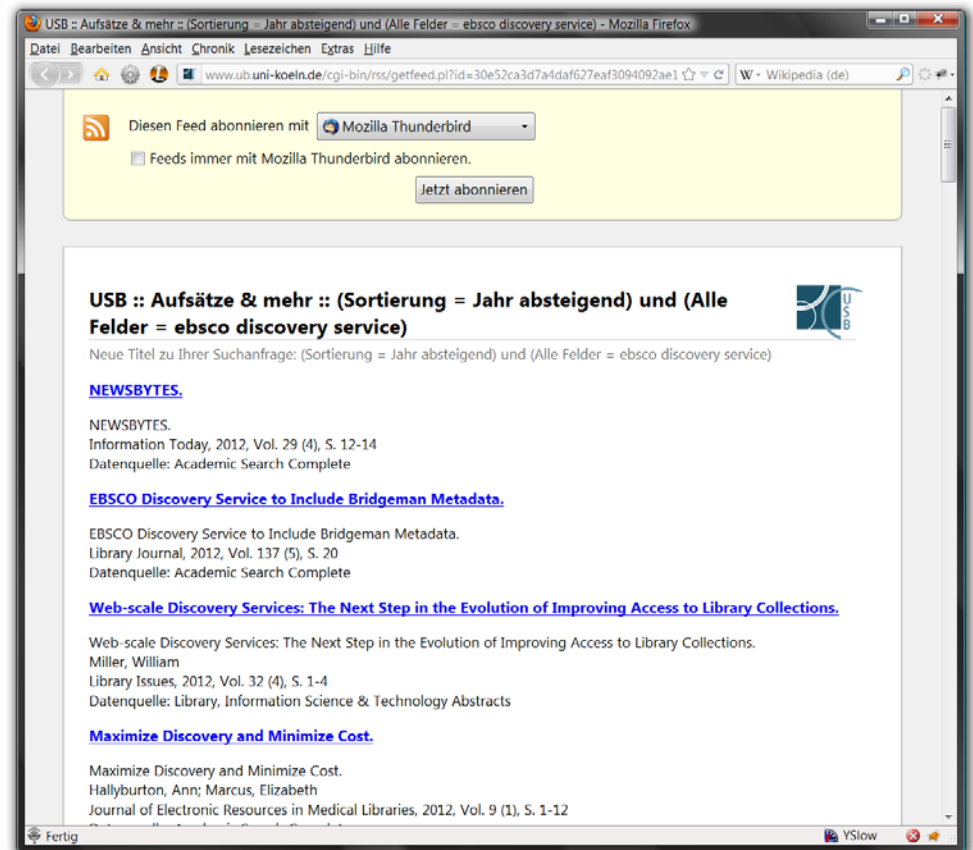 USB :: Aufsätze & mehr :: (Sortierung = Jahr absteigend) und (Alle Felder = ebsco discovery service) - Mozilla Firefox
Datei Bearbeiten Ansicht Chronik Lesezeichen Extras Hilfe
www.ub.uni-koeln.de/cgi-bin/rss/getfeed.pl?id=30e52ca3d7a4daf627eaf3094092ae1
W - Wikipedia (de)
Diesen Feed abonnieren mit Mozilla Thunderbird
Feeds immer mit Mozilla Thunderbird abonnieren.
Jetzt abonnieren
USB :: Aufsätze & mehr :: (Sortierung = Jahr absteigend) und (Alle
Felder = ebsco discovery service)
USB
Neue Titel zu Ihrer Suchanfrage: (Sortierung = Jahr absteigend) und (Alle Felder = ebsco discovery service)
NEWSBYTES.
NEWSBYTES.
Information Today, 2012, Vol. 29 (4), S. 12-14
Datenquelle: Academic Search Complete
EBSCO Discovery Service to Include Bridgeman Metadata.
EBSCO Discovery Service to Include Bridgeman Metadata.
Library Journal, 2012, Vol. 137 (5), S. 20
Datenquelle: Academic Search Complete
Web-scale Discovery Services: The Next Step in the Evolution of Improving Access to Library Collections.
Web-scale Discovery Services: The Next Step in the Evolution of Improving Access to Library Collections.
Miller, William
Library Issues, 2012, Vol. 32 (4), S. 1-4
Datenquelle: Library, Information Science & Technology Abstracts
Maximize Discovery and Minimize Cost.
Maximize Discovery and Minimize Cost.
Hallyburton, Ann; Marcus, Elizabeth
Journal of Electronic Resources in Medical Libraries, 2012, Vol. 9 (1), S. 1-12
Fertig
YSlow